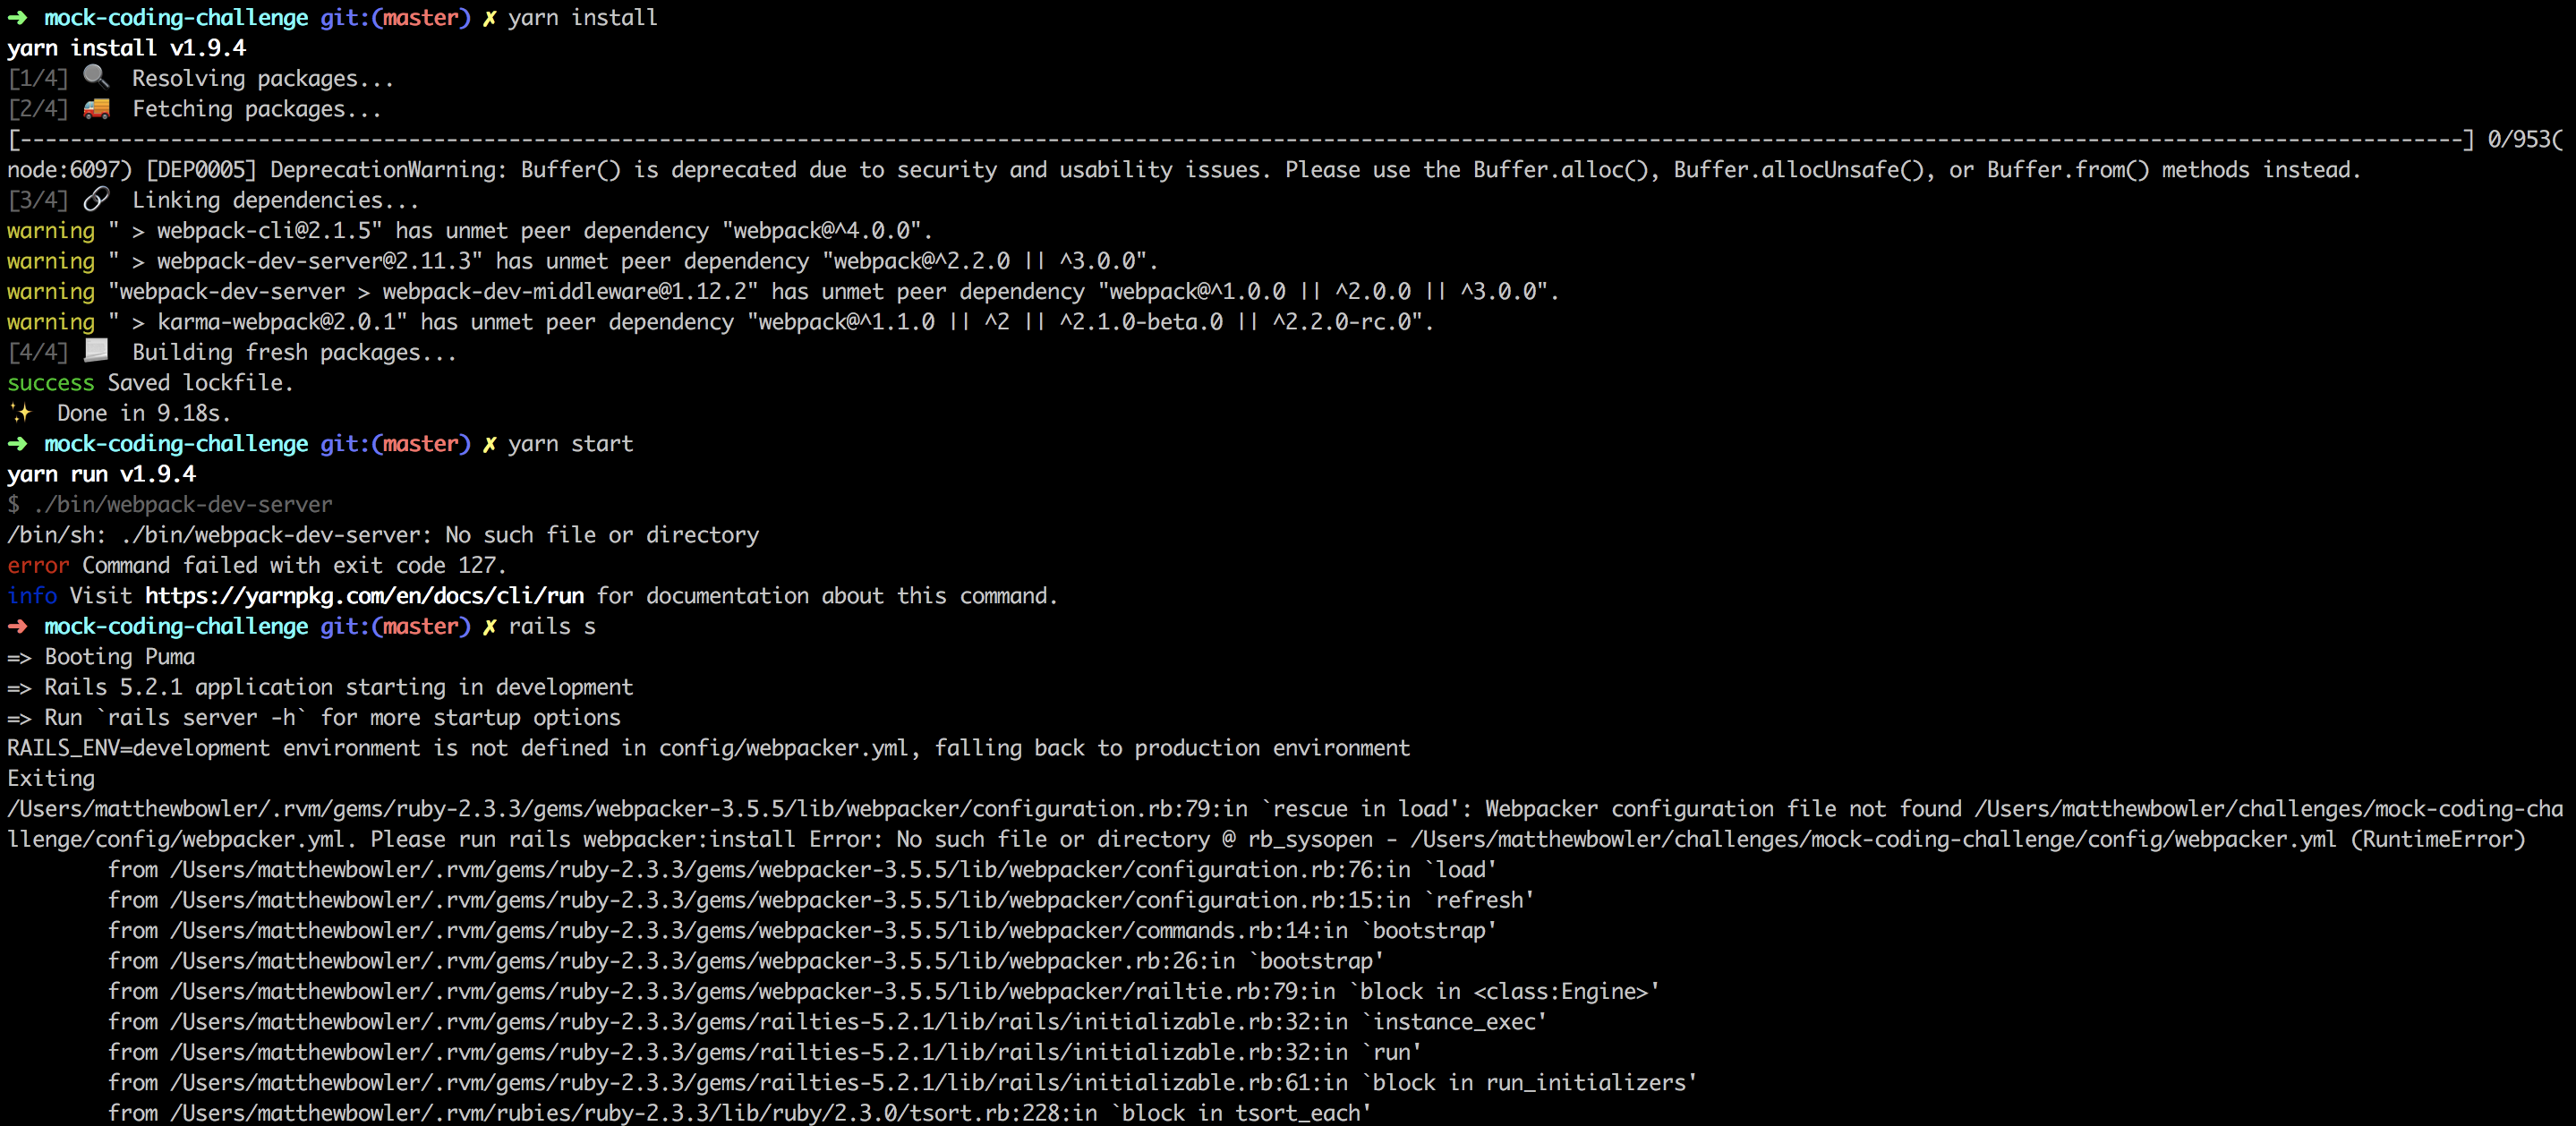 ➜  mock-coding-challenge git:(master) ✗ yarn install
yarn install v1.9.4
[1/4] 🔍  Resolving packages...
[2/4] 🚚  Fetching packages...
[---------------------------------------------------------------------------------------------------------------------------------------------------------------------------------------------------] 0/953(
node:6097) [DEP0005] DeprecationWarning: Buffer() is deprecated due to security and usability issues. Please use the Buffer.alloc(), Buffer.allocUnsafe(), or Buffer.from() methods instead.
[3/4] 🔗  Linking dependencies...
warning " > webpack-cli@2.1.5" has unmet peer dependency "webpack@^4.0.0".
warning " > webpack-dev-server@2.11.3" has unmet peer dependency "webpack@^2.2.0 || ^3.0.0".
warning "webpack-dev-server > webpack-dev-middleware@1.12.2" has unmet peer dependency "webpack@^1.0.0 || ^2.0.0 || ^3.0.0".
warning " > karma-webpack@2.0.1" has unmet peer dependency "webpack@^1.1.0 || ^2 || ^2.1.0-beta.0 || ^2.2.0-rc.0".
[4/4] 📃  Building fresh packages...
success Saved lockfile.
✨  Done in 9.18s.
➜  mock-coding-challenge git:(master) ✗ yarn start
yarn run v1.9.4
$ ./bin/webpack-dev-server
/bin/sh: ./bin/webpack-dev-server: No such file or directory
error Command failed with exit code 127.
info Visit https://yarnpkg.com/en/docs/cli/run for documentation about this command.
➜  mock-coding-challenge git:(master) ✗ rails s
=> Booting Puma
=> Rails 5.2.1 application starting in development
=> Run `rails server -h` for more startup options
RAILS_ENV=development environment is not defined in config/webpacker.yml, falling back to production environment
Exiting
/Users/matthewbowler/.rvm/gems/ruby-2.3.3/gems/webpacker-3.5.5/lib/webpacker/configuration.rb:79:in `rescue in load': Webpacker configuration file not found /Users/matthewbowler/challenges/mock-coding-cha
llenge/config/webpacker.yml. Please run rails webpacker:install Error: No such file or directory @ rb_sysopen - /Users/matthewbowler/challenges/mock-coding-challenge/config/webpacker.yml (RuntimeError)
        from /Users/matthewbowler/.rvm/gems/ruby-2.3.3/gems/webpacker-3.5.5/lib/webpacker/configuration.rb:76:in `load'
        from /Users/matthewbowler/.rvm/gems/ruby-2.3.3/gems/webpacker-3.5.5/lib/webpacker/configuration.rb:15:in `refresh'
        from /Users/matthewbowler/.rvm/gems/ruby-2.3.3/gems/webpacker-3.5.5/lib/webpacker/commands.rb:14:in `bootstrap'
        from /Users/matthewbowler/.rvm/gems/ruby-2.3.3/gems/webpacker-3.5.5/lib/webpacker.rb:26:in `bootstrap'
        from /Users/matthewbowler/.rvm/gems/ruby-2.3.3/gems/webpacker-3.5.5/lib/webpacker/railtie.rb:79:in `block in <class:Engine>'
        from /Users/matthewbowler/.rvm/gems/ruby-2.3.3/gems/railties-5.2.1/lib/rails/initializable.rb:32:in `instance_exec'
        from /Users/matthewbowler/.rvm/gems/ruby-2.3.3/gems/railties-5.2.1/lib/rails/initializable.rb:32:in `run'
        from /Users/matthewbowler/.rvm/gems/ruby-2.3.3/gems/railties-5.2.1/lib/rails/initializable.rb:61:in `block in run_initializers'
        from /Users/matthewbowler/.rvm/rubies/ruby-2.3.3/lib/ruby/2.3.0/tsort.rb:228:in `block in tsort_each'